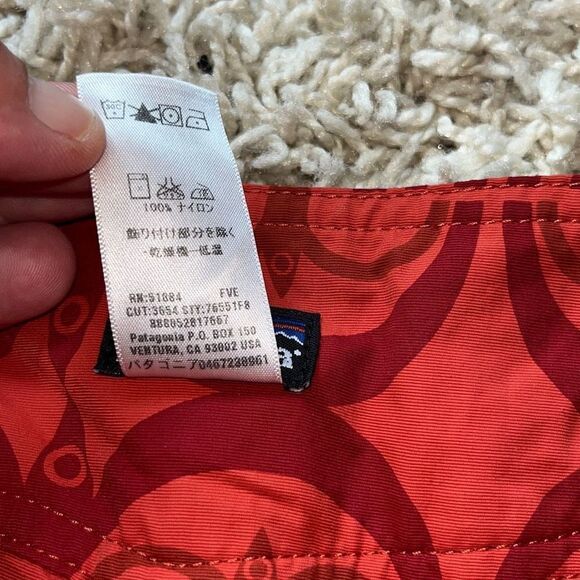 100% ナイロン
飾り付け部分を除く
・乾燥機ー低温
RN:51884 FVE
CUT:3654 STY:76551F8
Patagonia P.O. BOX 150
VENTURA, CA 93002 USA
パタゴニア0467238961
a